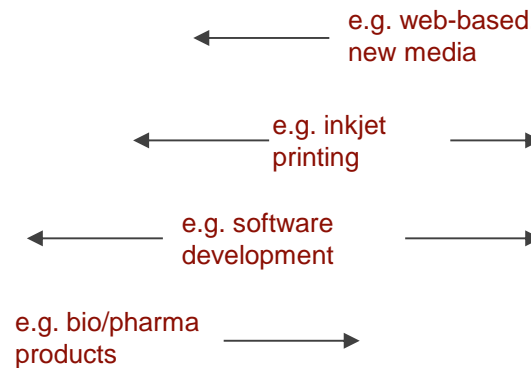 e.g. web-based
new media
e.g. inkjet
printing
e.g. software
development
e.g. bio/pharma
products